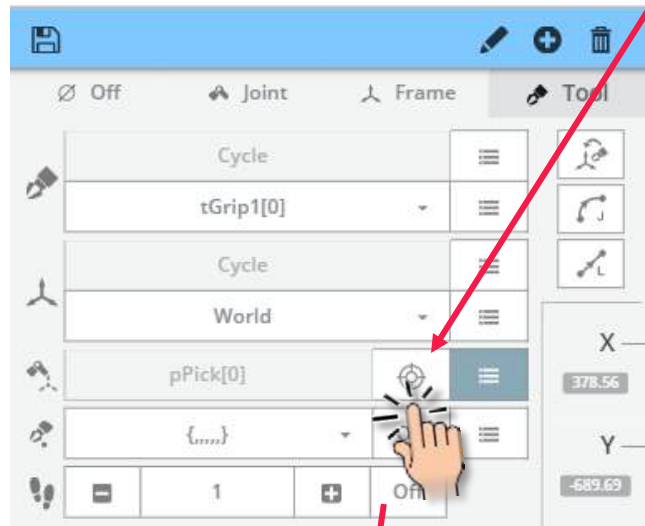 Off Joint Frame Tool
Cycle
tGrip1[0]
Cycle
World
X
pPick[0]
378.56
{,,,,,}
Y
1 Off
-689.69
J
L